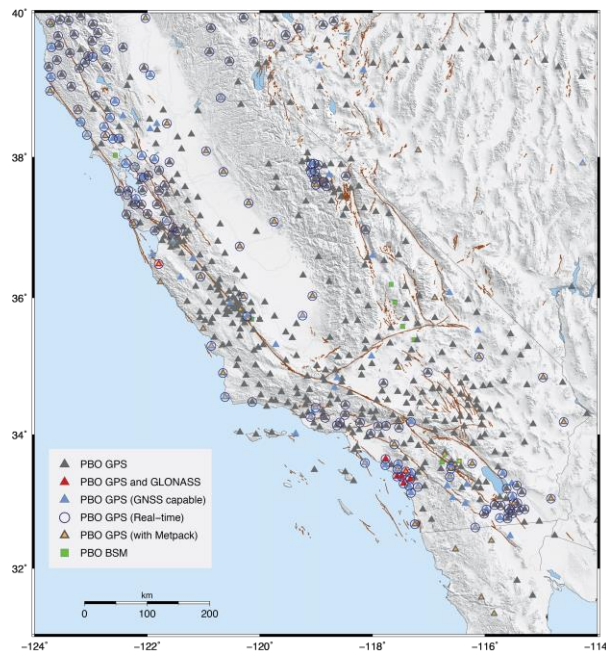 40°
38°
36°
34°
32°
PBO GPS
PBO GPS and GLONASS
PBO GPS (GNSS capable)
PBO GPS (Real−time)
PBO GPS (with Metpack)
PBO BSM
km
0 100 200
−124 −122 −120 −118 −116 −114